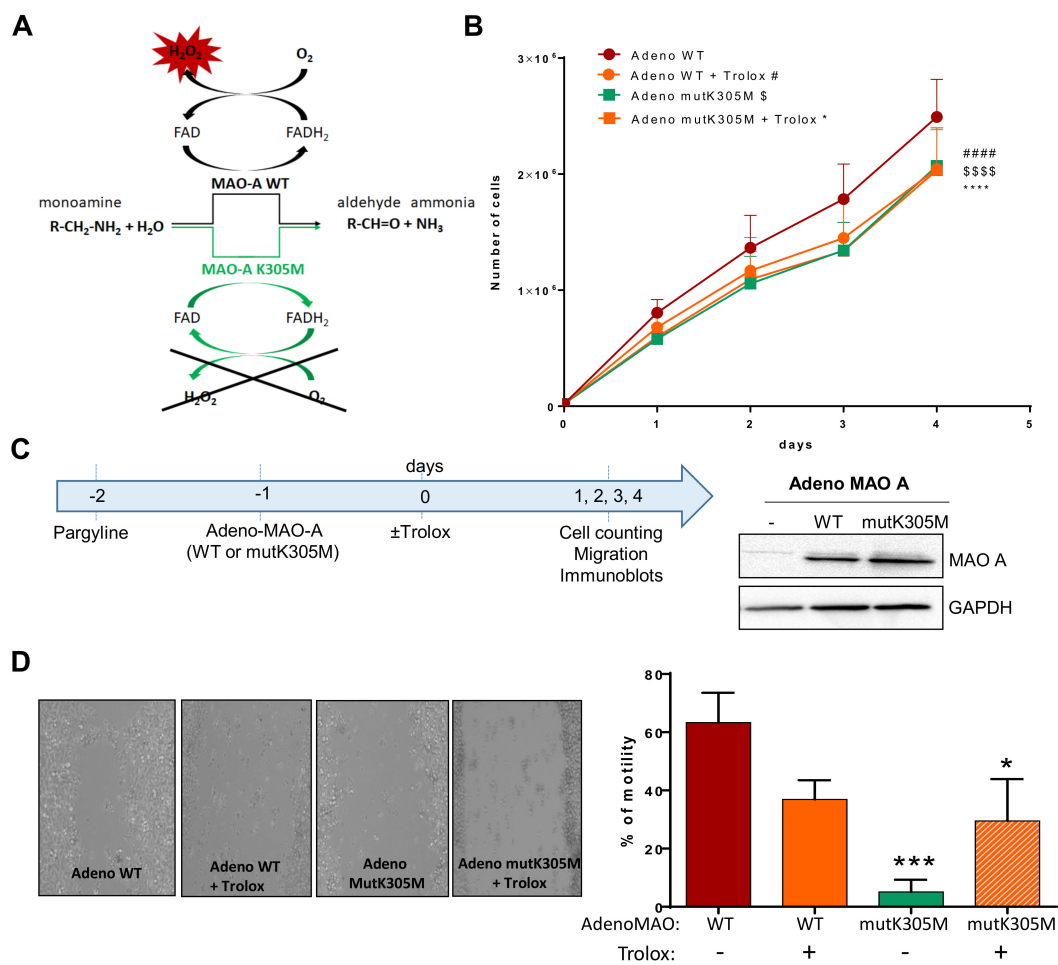 A
H₂O₂
O₂
FAD
FADH₂
MAO-A WT
monoamine
aldehyde ammonia
R-CH₂-NH₂ + H₂O
R-CH=O + NH₃
MAO-A K305M
FAD
FADH₂
H₂O₂
O₂
B
Adeno WT
Adeno WT + Trolox #
Adeno mutK305M $
Adeno mutK305M + Trolox *
3×10⁶
2×10⁶
1×10⁶
0
Number of cells
####
$$$$
****
0 1 2 3 4 5
days
C
days
-2 -1 0 1, 2, 3, 4
Pargyline
Adeno-MAO-A
(WT or mutK305M)
±Trolox
Cell counting
Migration
Immunoblots
Adeno MAO A
- WT mutK305M
MAO A
GAPDH
D
Adeno WT
Adeno WT
+ Trolox
Adeno
MutK305M
Adeno mutK305M
+ Trolox
80
60
40
20
0
% of motility
***
*
AdenoMAO: WT WT mutK305M mutK305M
Trolox: - + - +